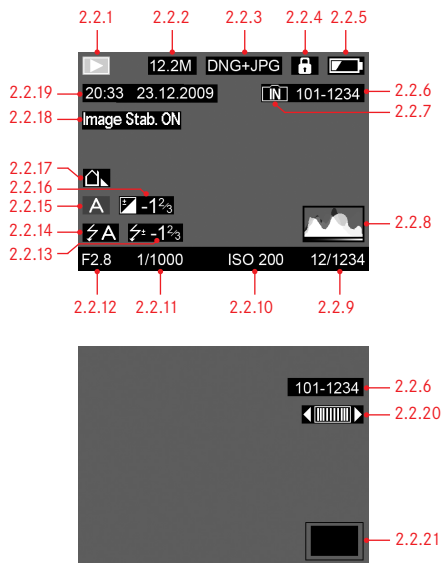 2.2.1 2.2.2 2.2.3 2.2.4 2.2.5
12.2M DNG+JPG
2.2.19 20:33 23.12.2009 IN 101-1234 2.2.6
2.2.7
2.2.18 Image Stab. ON
2.2.17
2.2.16
2.2.15 A -1⅔ 2.2.8
2.2.14 A -1⅔
2.2.13
F2.8 1/1000 ISO 200 12/1234
2.2.12 2.2.11 2.2.10 2.2.9
101-1234 2.2.6
2.2.20
2.2.21